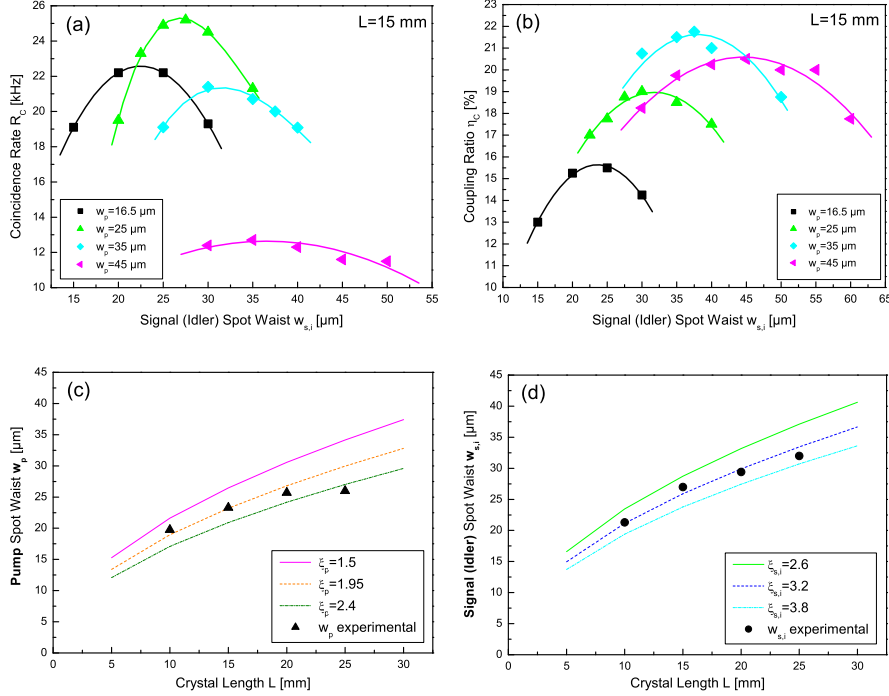 (a)
L=15 mm
Coincidence Rate R_C [kHz]
26
24
22
20
18
16
14
12
10
w_p=16.5 µm
w_p=25 µm
w_p=35 µm
w_p=45 µm
15 20 25 30 35 40 45 50 55
Signal (Idler) Spot Waist w_s,i [µm]
(b)
L=15 mm
Coupling Ratio η_C [%]
23
22
21
20
19
18
17
16
15
14
13
12
11
10
w_p=16.5 µm
w_p=25 µm
w_p=35 µm
w_p=45 µm
10 15 20 25 30 35 40 45 50 55 60 65
Signal (Idler) Spot Waist w_s,i [µm]
(c)
Pump Spot Waist w_p [µm]
45
40
35
30
25
20
15
10
5
0
ξ_p=1.5
ξ_p=1.95
ξ_p=2.4
w_p experimental
0 5 10 15 20 25 30
Crystal Length L [mm]
(d)
Signal (Idler) Spot Waist w_s,i [µm]
45
40
35
30
25
20
15
10
5
0
ξ_s,i=2.6
ξ_s,i=3.2
ξ_s,i=3.8
w_s,i experimental
0 5 10 15 20 25 30
Crystal Length L [mm]